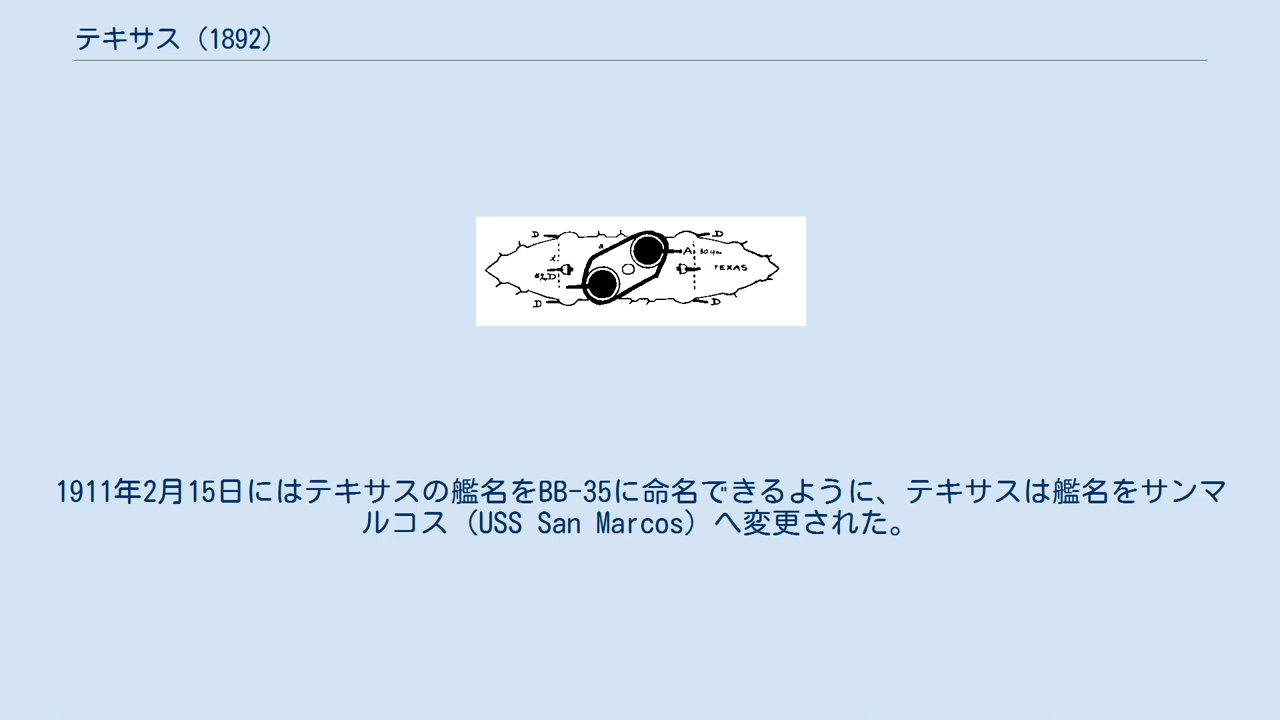 テキサス（1892）
D D
A 30cm
TEXAS
D D
1911年2月15日にはテキサスの艦名をBB-35に命名できるように、テキサスは艦名をサンマ
ルコス（USS San Marcos）へ変更された。